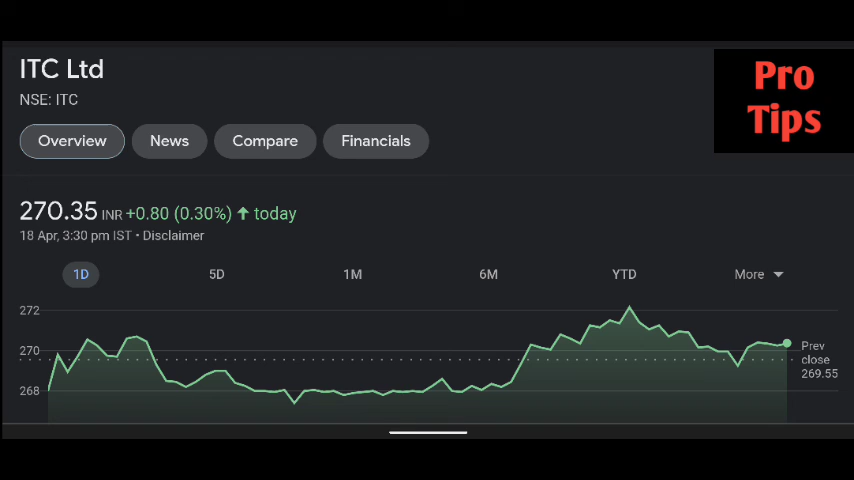 ITC Ltd
NSE: ITC
Pro
Tips
Overview News Compare Financials
270.35 INR +0.80 (0.30%) ↑ today
18 Apr, 3:30 pm IST • Disclaimer
1D 5D 1M 6M YTD More
272
270
268
Prev
close
269.55